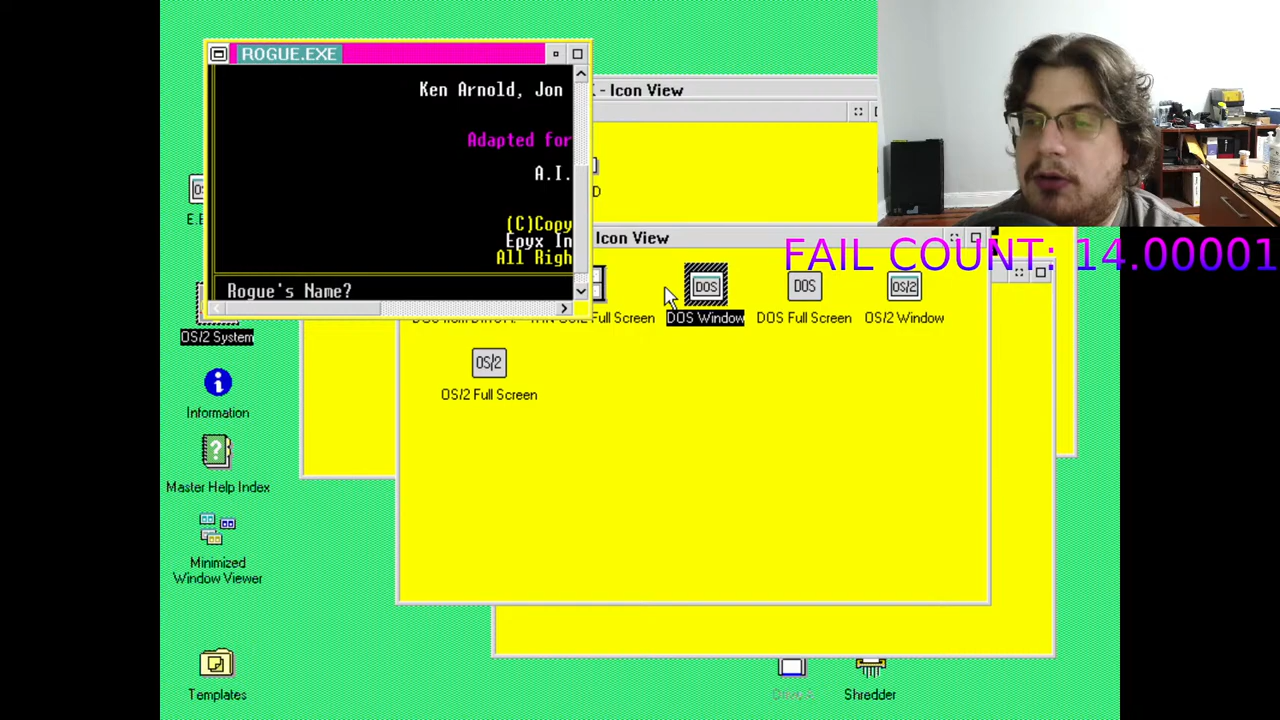 ROGUE.EXE
Ken Arnold, Jon
- Icon View
Adapted for
A.I.
(C)Copy
Epyx In
All Righ
Rogue's Name?
Icon View
FAIL COUNT: 14.00001
Full Screen
DOS Window
DOS Full Screen
OS/2 Window
OS/2 System
OS/2 Full Screen
Information
Master Help Index
Minimized
Window Viewer
Templates
Shredder
DOS
DOS
OS/2
OS/2